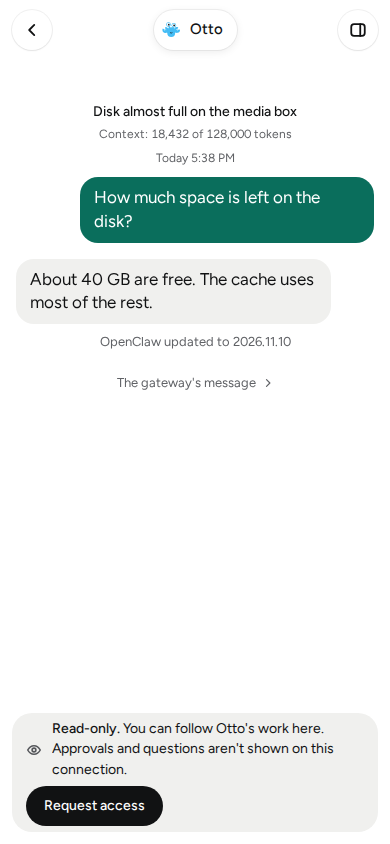 Otto
Disk almost full on the media box
Context: 18,432 of 128,000 tokens
Today 5:38 PM
How much space is left on the
disk?
About 40 GB are free. The cache uses
most of the rest.
OpenClaw updated to 2026.11.10
The gateway's message
Read-only. You can follow Otto's work here.
Approvals and questions aren't shown on this
connection.
Request access